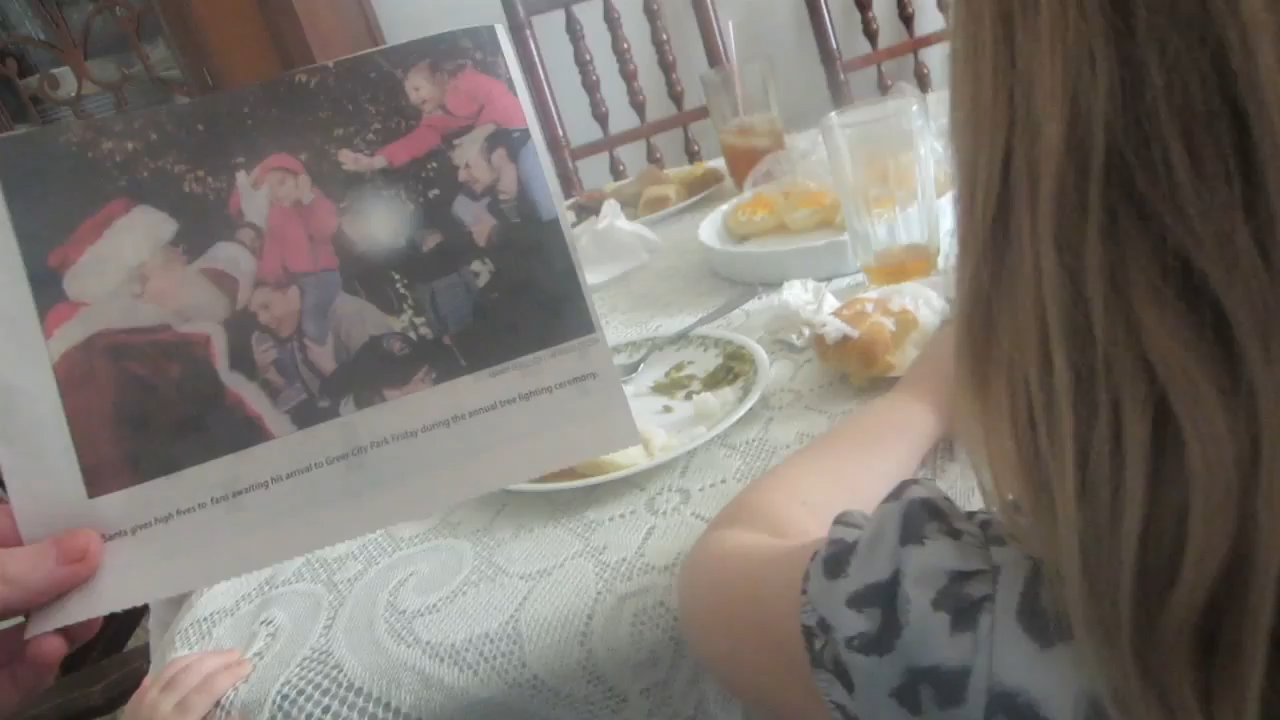 Santa gives high fives to fans awaiting his arrival to Greer City Park Friday during the annual tree lighting ceremony.